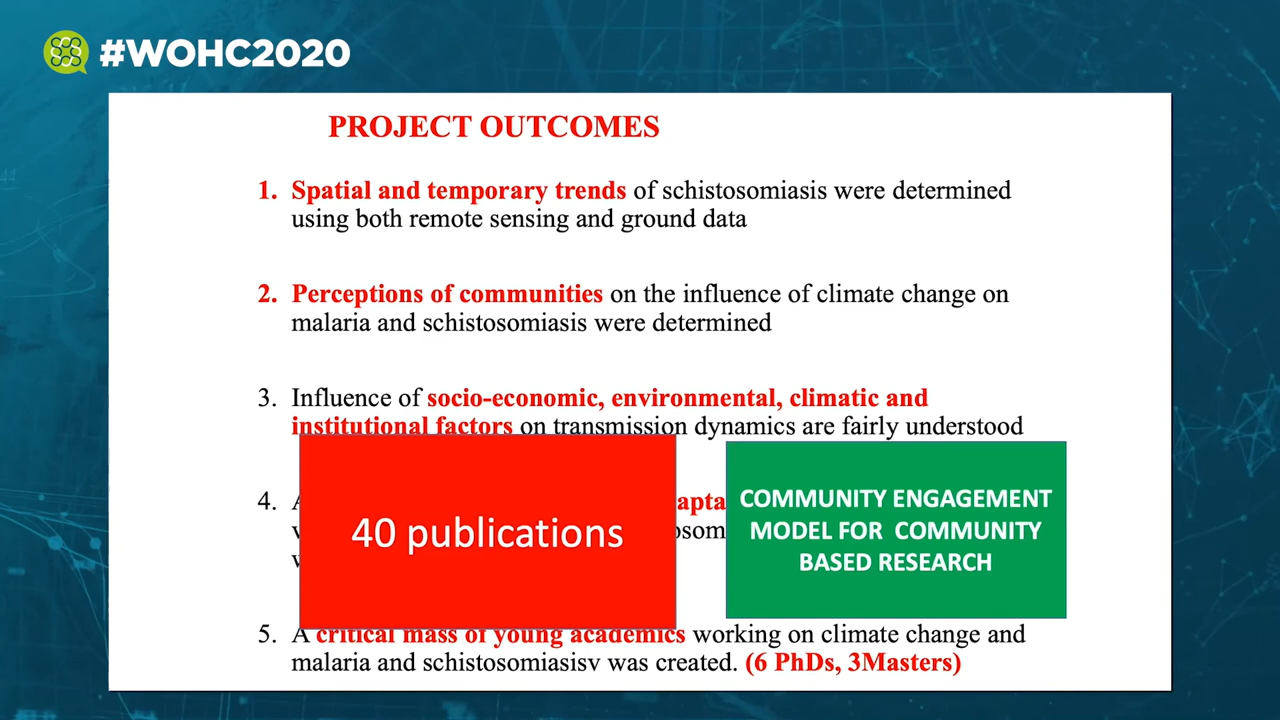 #WOHC2020
PROJECT OUTCOMES
1. Spatial and temporary trends of schistosomiasis were determined
using both remote sensing and ground data
2. Perceptions of communities on the influence of climate change on
malaria and schistosomiasis were determined
3. Influence of socio-economic, environmental, climatic and
institutional factors on transmission dynamics are fairly understood
4.
40 publications
COMMUNITY ENGAGEMENT
MODEL FOR COMMUNITY
BASED RESEARCH
5. A critical mass of young academics working on climate change and
malaria and schistosomiasisv was created. (6 PhDs, 3Masters)